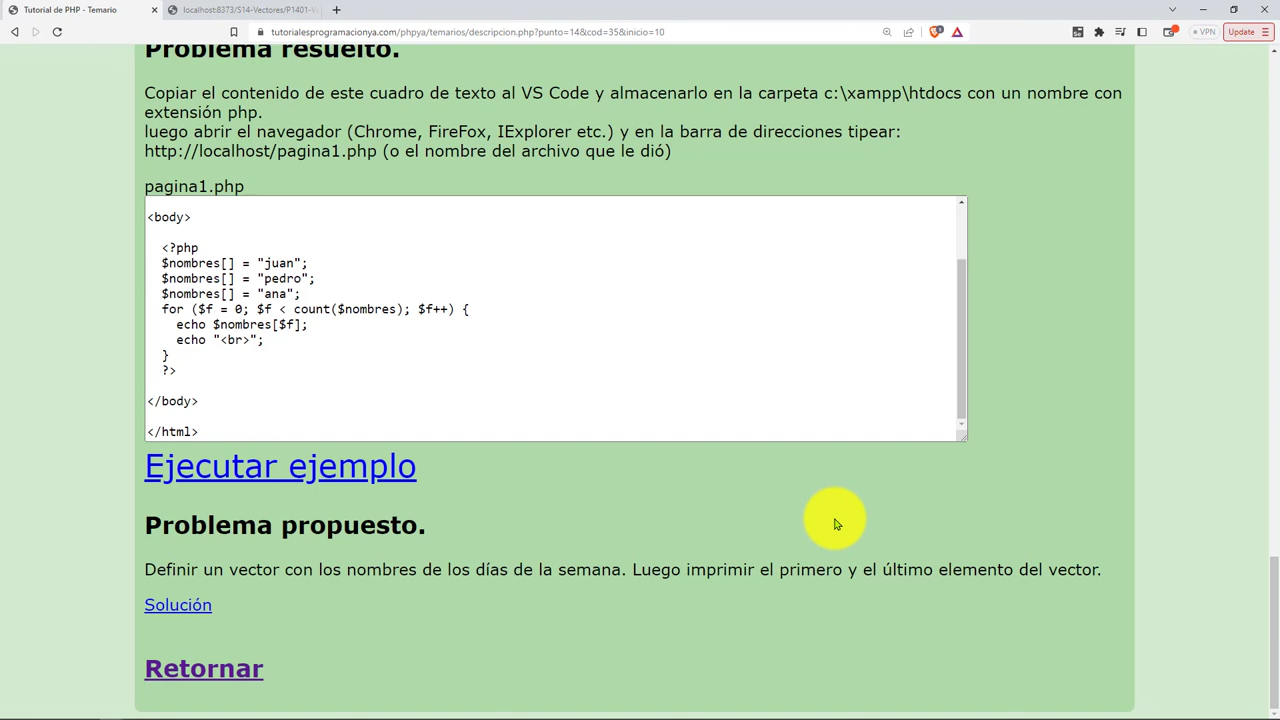 Tutorial de PHP - Temario
localhost:8373/S14-Vectores/P1401-V
tutorialesprogramacionya.com/phpya/temarios/descripcion.php?punto=14&cod=35&inicio=10
VPN
Update
Problema resuelto.
Copiar el contenido de este cuadro de texto al VS Code y almacenarlo en la carpeta c:\xampp\htdocs con un nombre con
extensión php.
luego abrir el navegador (Chrome, FireFox, IExplorer etc.) y en la barra de direcciones tipear:
http://localhost/pagina1.php (o el nombre del archivo que le dió)
pagina1.php
<body>
<?php
$nombres[] = "juan";
$nombres[] = "pedro";
$nombres[] = "ana";
for ($f = 0; $f < count($nombres); $f++) {
echo $nombres[$f];
echo "<br>";
}
?>
</body>
</html>
Ejecutar ejemplo
Problema propuesto.
Definir un vector con los nombres de los días de la semana. Luego imprimir el primero y el último elemento del vector.
Solución
Retornar